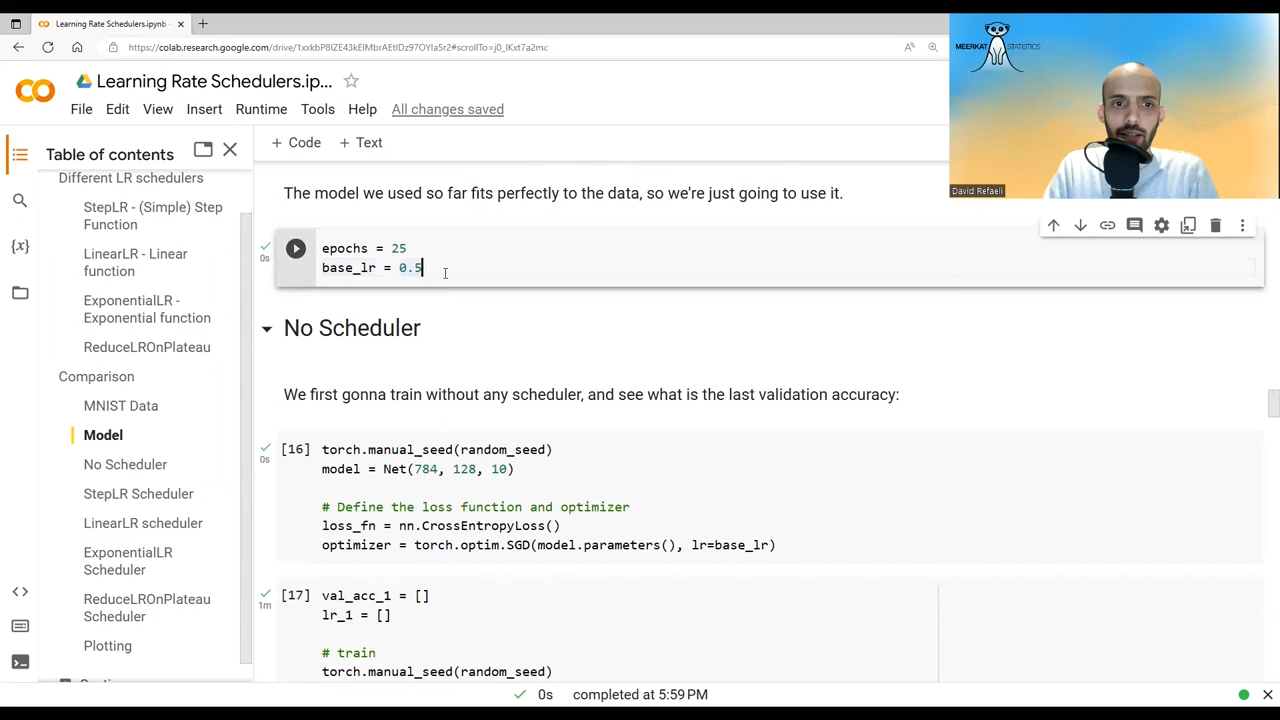 Learning Rate Schedulers.ipynb -
https://colab.research.google.com/drive/1xxkbP8IZE43kElMbrAEtIDz97OYIa5r2#scrollTo=j0_lKxt7a2mc
MEERKAT
STATISTICS
David Refaeli
Learning Rate Schedulers.ip...
File Edit View Insert Runtime Tools Help All changes saved
Table of contents
Different LR schedulers
StepLR - (Simple) Step
Function
LinearLR - Linear
function
ExponentialLR -
Exponential function
ReduceLROnPlateau
Comparison
MNIST Data
Model
No Scheduler
StepLR Scheduler
LinearLR scheduler
ExponentialLR
Scheduler
ReduceLROnPlateau
Scheduler
Plotting
+ Code + Text
The model we used so far fits perfectly to the data, so we're just going to use it.
0s
epochs = 25
base_lr = 0.5
No Scheduler
We first gonna train without any scheduler, and see what is the last validation accuracy:
0s
[16] torch.manual_seed(random_seed)
model = Net(784, 128, 10)
# Define the loss function and optimizer
loss_fn = nn.CrossEntropyLoss()
optimizer = torch.optim.SGD(model.parameters(), lr=base_lr)
1m
[17] val_acc_1 = []
lr_1 = []
# train
torch.manual_seed(random_seed)
0s completed at 5:59 PM